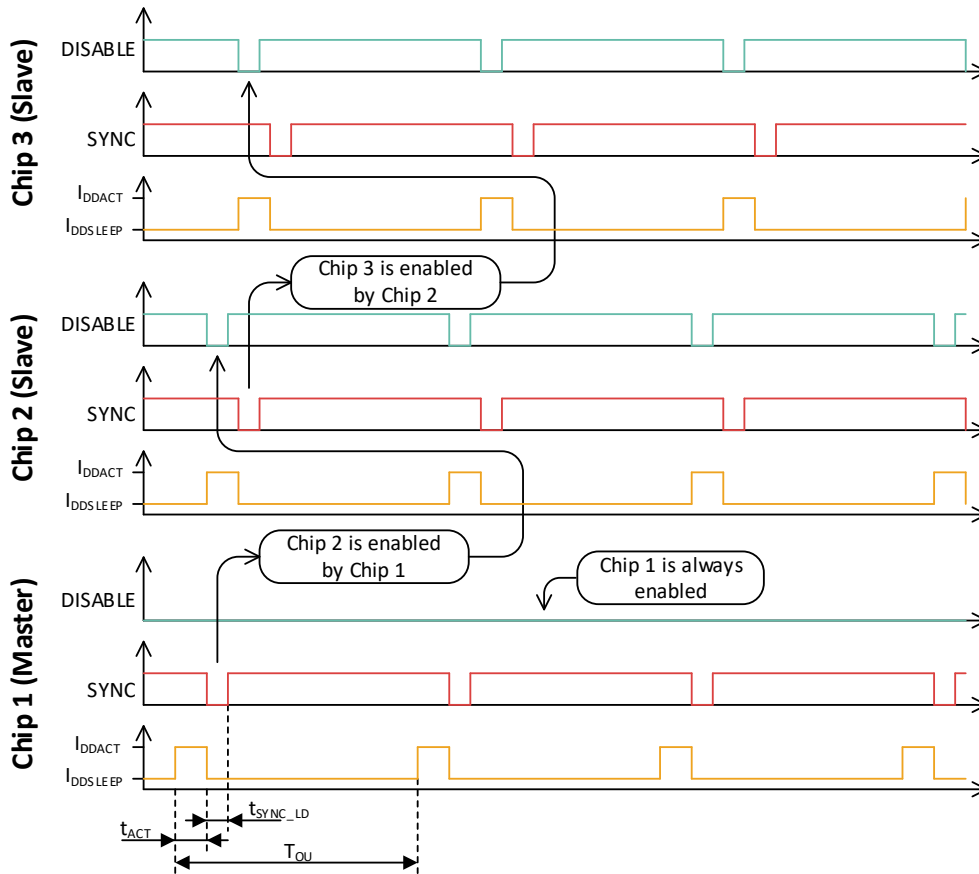 Chip 3 (Slave)
DISABLE
SYNC
IDDACT
IDDSLEEP
Chip 3 is enabled
by Chip 2
Chip 2 (Slave)
DISABLE
SYNC
IDDACT
IDDSLEEP
Chip 2 is enabled
by Chip 1
Chip 1 is always
enabled
Chip 1 (Master)
DISABLE
SYNC
IDDACT
IDDSLEEP
tSYNC_LD
tACT
TOU